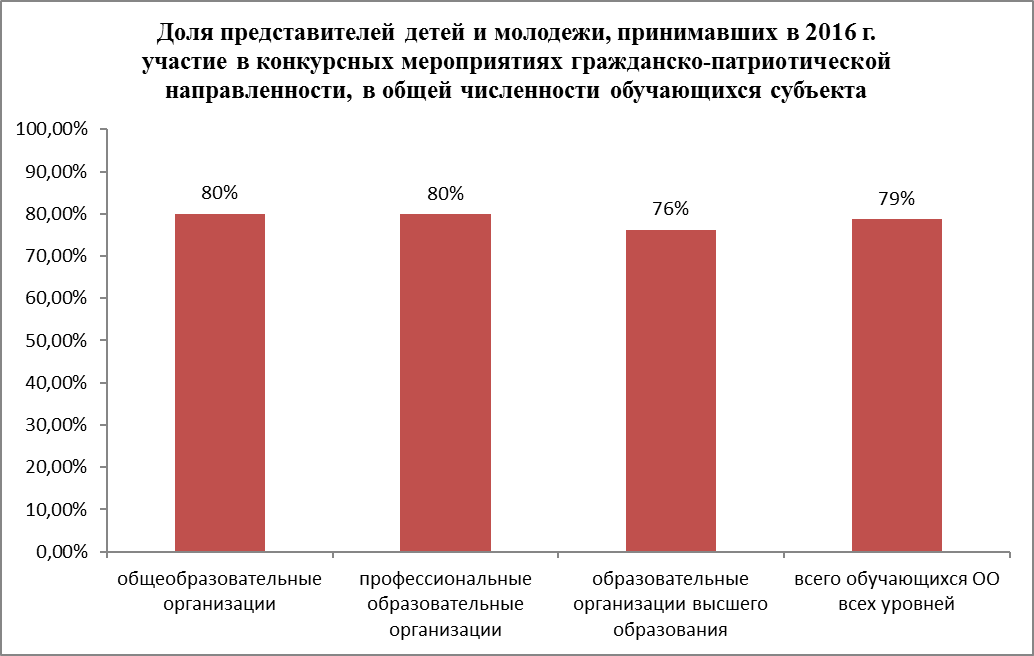 Доля представителей детей и молодежи, принимавших в 2016 г.
участие в конкурсных мероприятиях гражданско-патриотической
направленности, в общей численности обучающихся субъекта
100,00%
90,00%
80,00%
70,00%
60,00%
50,00%
40,00%
30,00%
20,00%
10,00%
0,00%
80%
80%
76%
79%
общеобразовательные
организации
профессиональные
образовательные
организации
образовательные
организации высшего
образования
всего обучающихся ОО
всех уровней